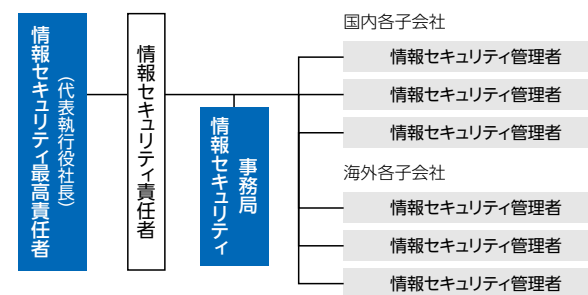 情報セキュリティ最高責任者
（代表執行役社長）
情報セキュリティ責任者
情報セキュリティ
事務局
国内各子会社
情報セキュリティ管理者
情報セキュリティ管理者
情報セキュリティ管理者
海外各子会社
情報セキュリティ管理者
情報セキュリティ管理者
情報セキュリティ管理者